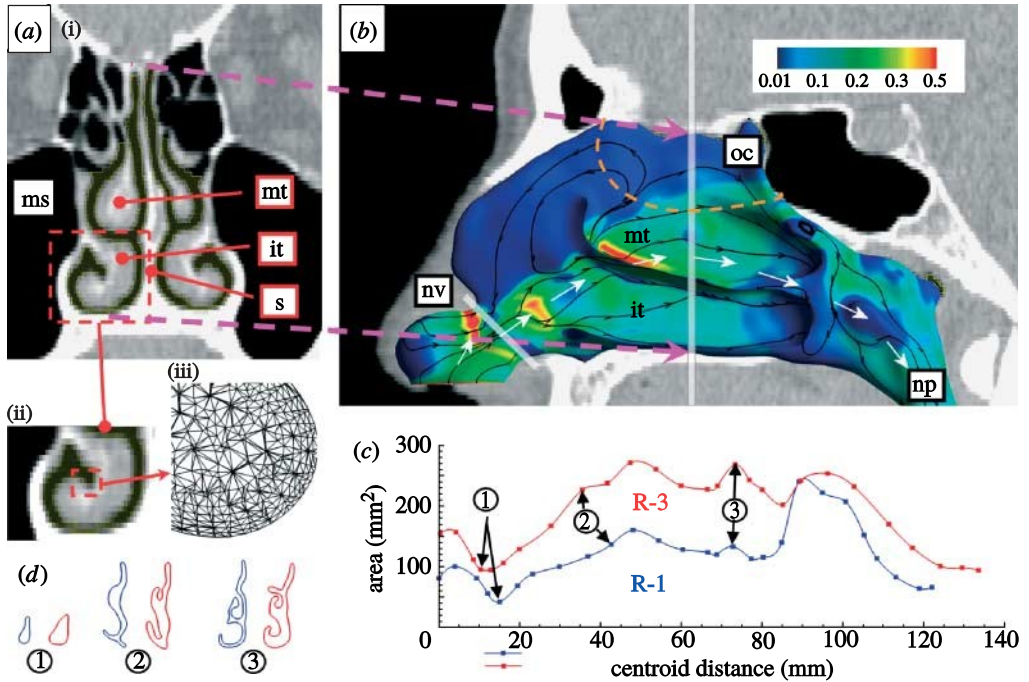 (a)
(i)
ms
mt
it
s
(ii)
(iii)
(b)
0.01 0.1 0.2 0.3 0.5
oc
mt
nv
it
np
(c)
300
200
100
area (mm²)
R-3
R-1
1
2
3
0 20 40 60 80 100 120 140
centroid distance (mm)
(d)
1 2 3